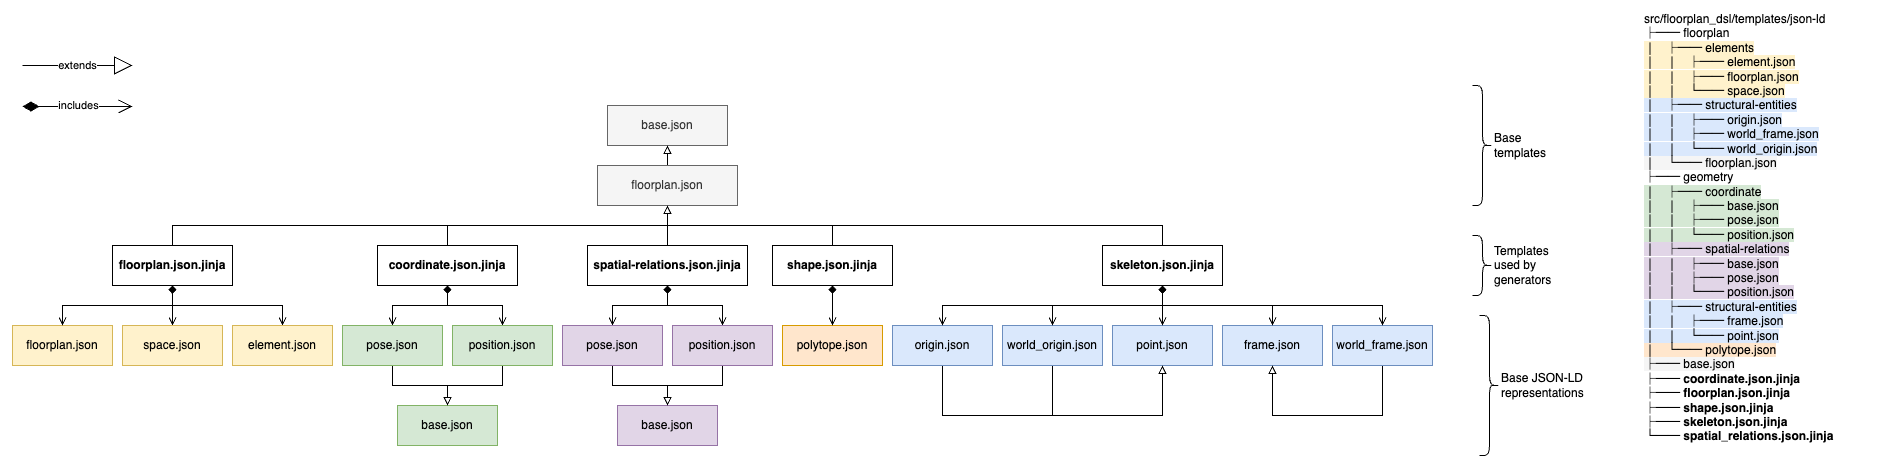 extends
includes
base.json
floorplan.json
floorplan.json.jinja
coordinate.json.jinja
spatial-relations.json.jinja
shape.json.jinja
skeleton.json.jinja
floorplan.json
space.json
element.json
pose.json
position.json
pose.json
position.json
polytope.json
origin.json
world_origin.json
point.json
frame.json
world_frame.json
base.json
base.json
Base
templates
Templates
used by
generators
Base JSON-LD
representations
src/floorplan_dsl/templates/json-ld
floorplan
elements
element.json
floorplan.json
space.json
structural-entities
origin.json
world_frame.json
world_origin.json
floorplan.json
geometry
coordinate
base.json
pose.json
position.json
spatial-relations
base.json
pose.json
position.json
structural-entities
frame.json
point.json
polytope.json
base.json
coordinate.json.jinja
floorplan.json.jinja
shape.json.jinja
skeleton.json.jinja
spatial_relations.json.jinja